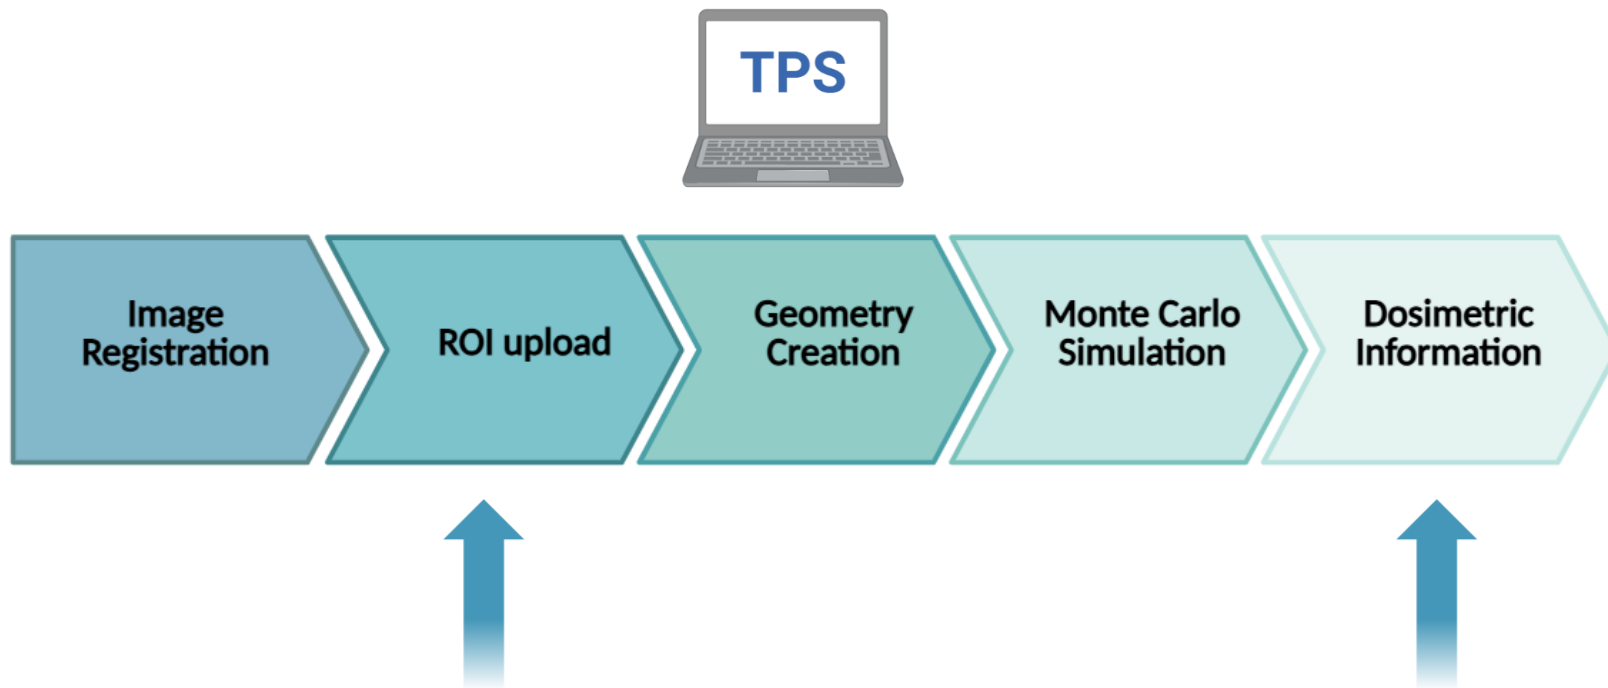 TPS
Image
Registration
ROI upload
Geometry
Creation
Monte Carlo
Simulation
Dosimetric
Information